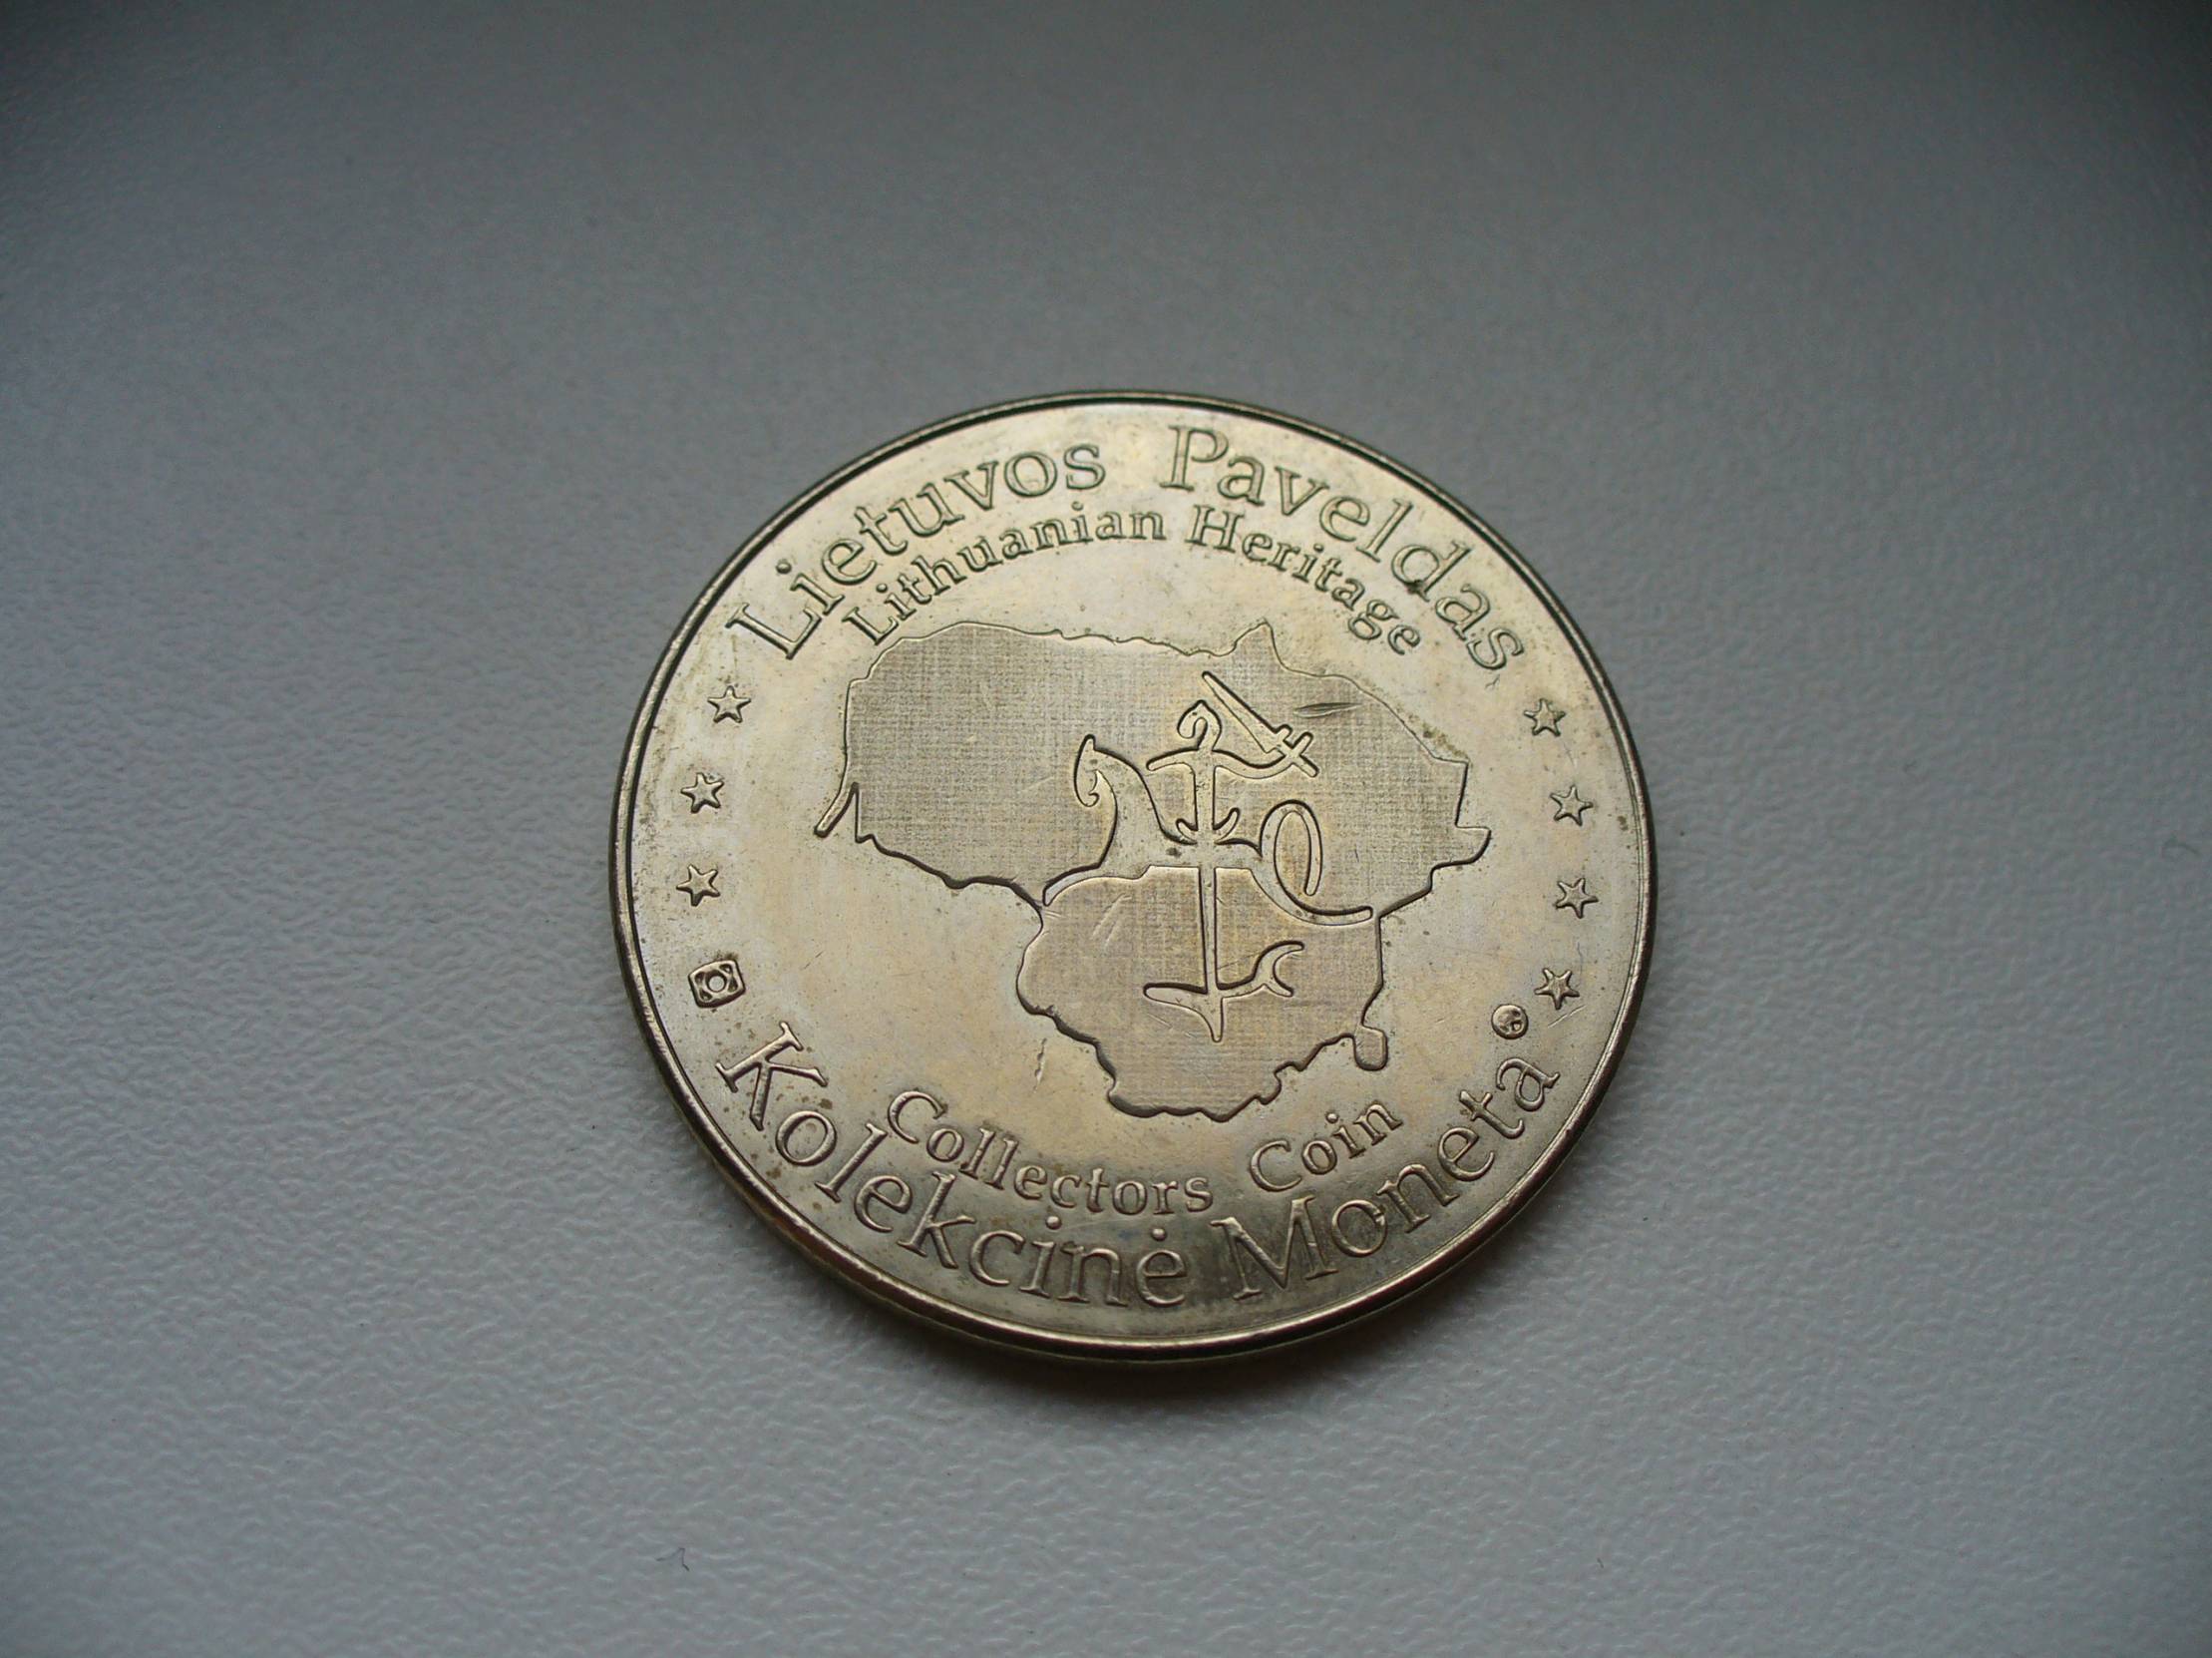 Lietuvos Paveldas
Lithuanian Heritage
Collectors Coin
Kolekcinė Moneta